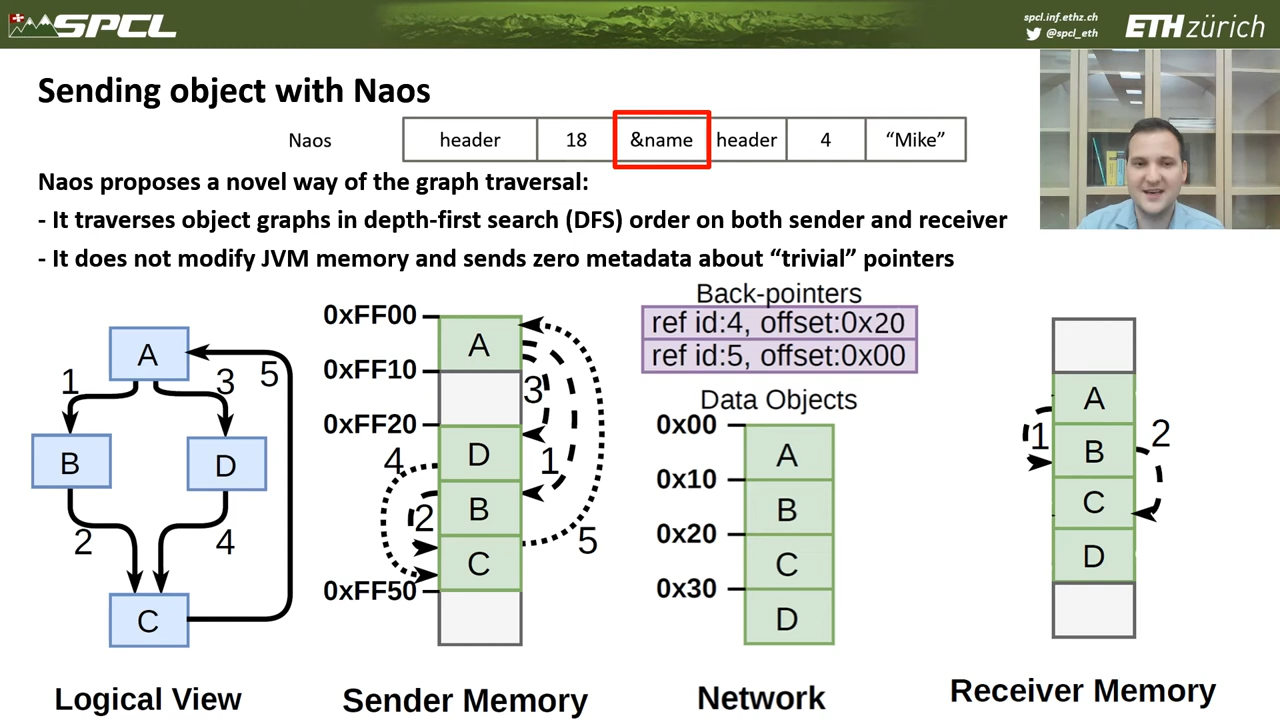 SPCL
spcl.inf.ethz.ch
@spcl_eth
ETH zürich
Sending object with Naos
Naos
header 18 &name header 4 “Mike”
Naos proposes a novel way of the graph traversal:
- It traverses object graphs in depth-first search (DFS) order on both sender and receiver
- It does not modify JVM memory and sends zero metadata about “trivial” pointers
A
1
3
5
B
D
2
4
C
Logical View
0xFF00
A
0xFF10
3
0xFF20
D
4
1
B
2
5
C
0xFF50
Sender Memory
Back-pointers
ref id:4, offset:0x20
ref id:5, offset:0x00
Data Objects
0x00
A
0x10
B
0x20
C
0x30
D
Network
A
1
B
2
C
D
Receiver Memory